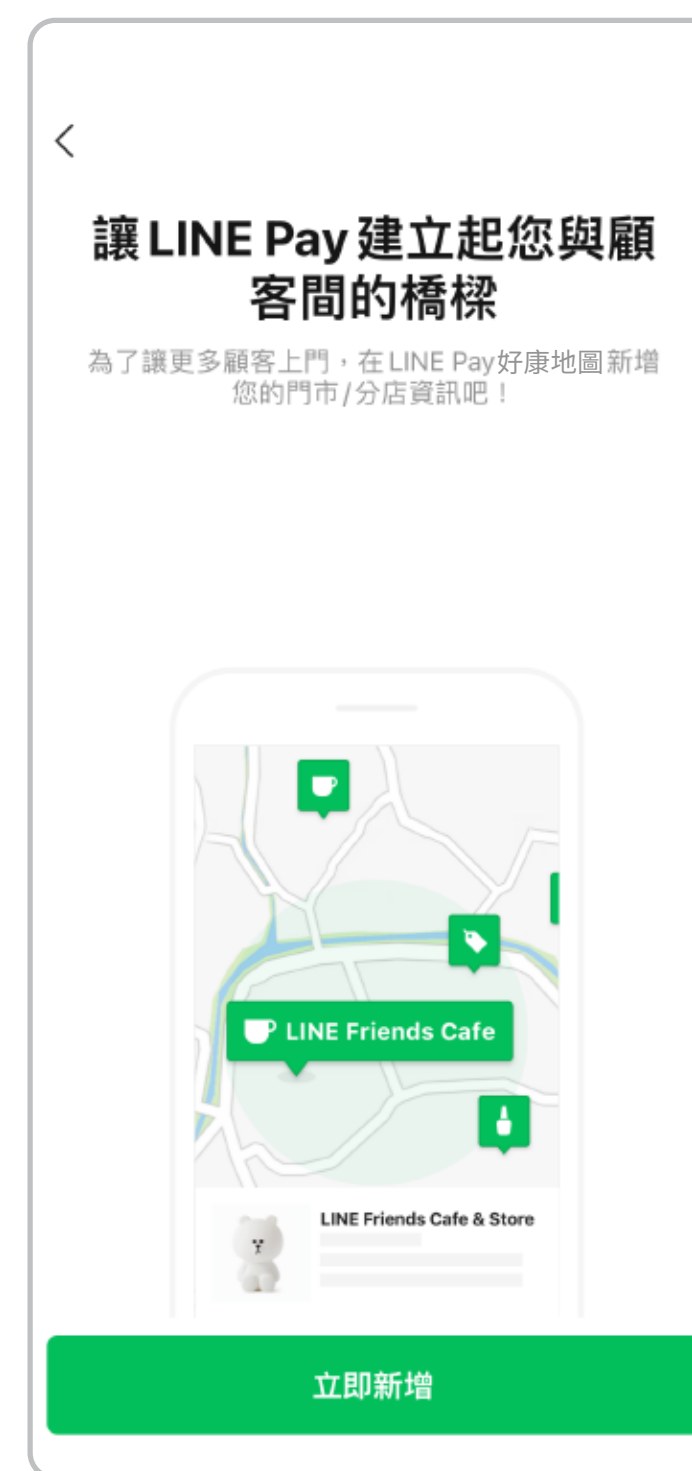 讓 LINE Pay 建立起您與顧
客間的橋樑
為了讓更多顧客上門，在 LINE Pay好康地圖新增
您的門市/分店資訊吧！
LINE Friends Cafe
LINE Friends Cafe & Store
立即新增